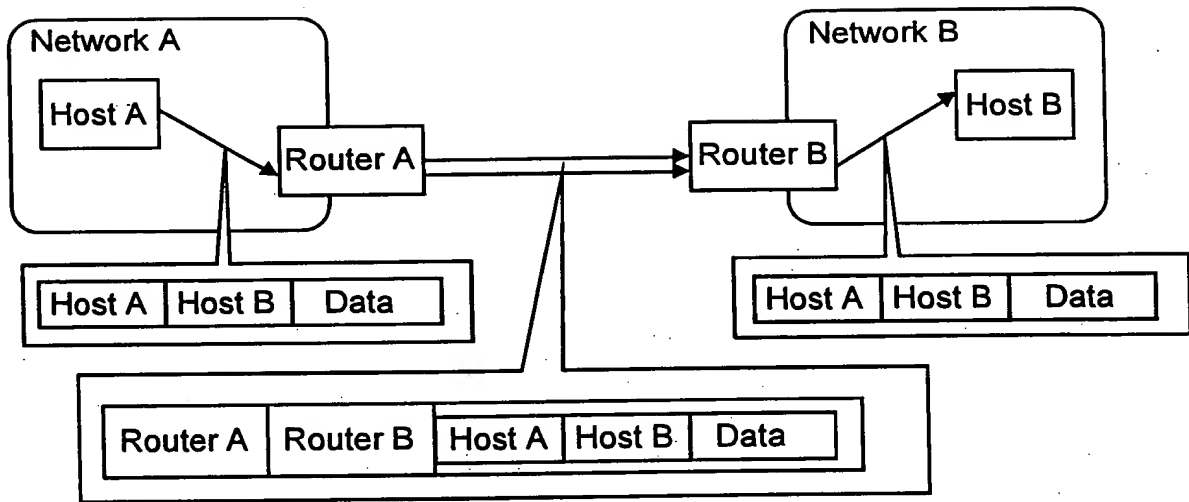 Network A
Network B
Host A
Host B
Router A
Router B
Host A Host B Data
Host A Host B Data
Router A Router B Host A Host B Data